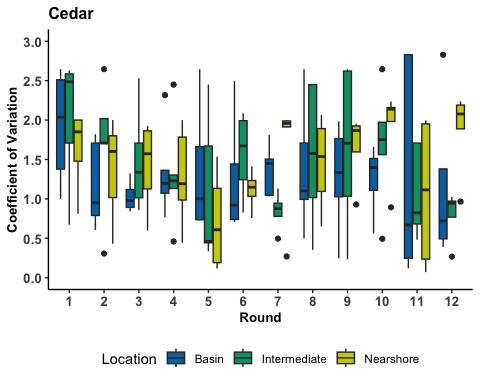 Cedar
Coefficient of Variation
3.0
2.5
2.0
1.5
1.0
0.5
0.0
1 2 3 4 5 6 7 8 9 10 11 12
Round
Location Basin Intermediate Nearshore